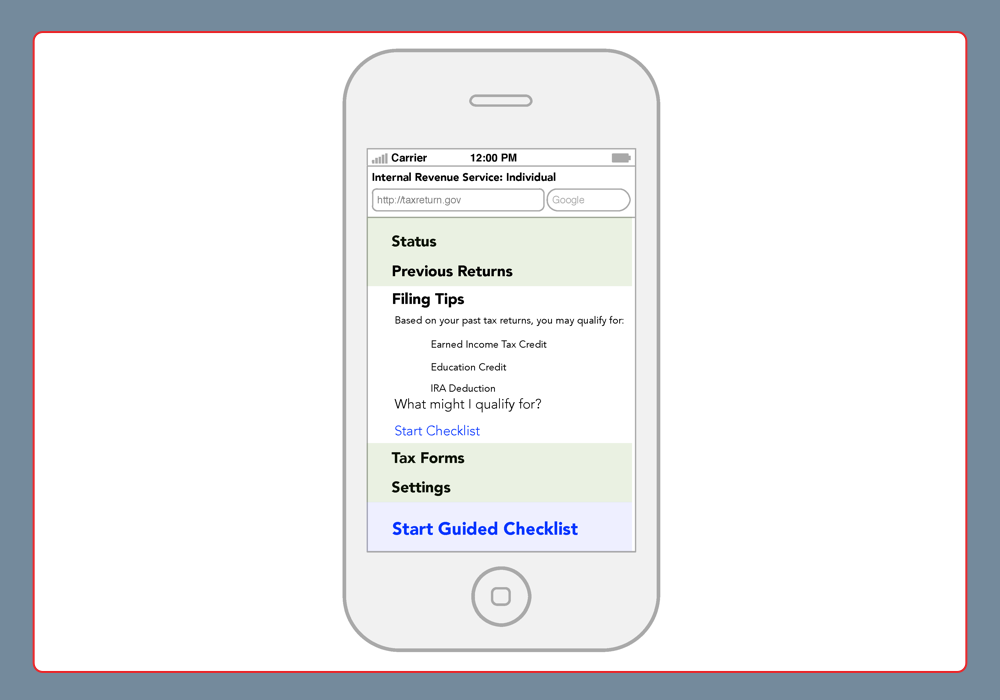 Carrier 12:00 PM
Internal Revenue Service: Individual
http://taxreturn.gov Google
Status
Previous Returns
Filing Tips
Based on your past tax returns, you may qualify for:
Earned Income Tax Credit
Education Credit
IRA Deduction
What might I qualify for?
Start Checklist
Tax Forms
Settings
Start Guided Checklist